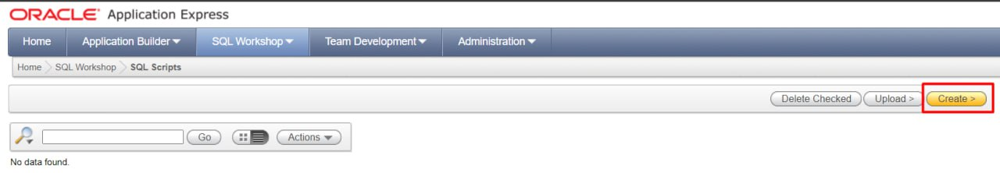 ORACLE Application Express
Home Application Builder SQL Workshop Team Development Administration
Home SQL Workshop SQL Scripts
Delete Checked Upload > Create >
Go Actions
No data found.